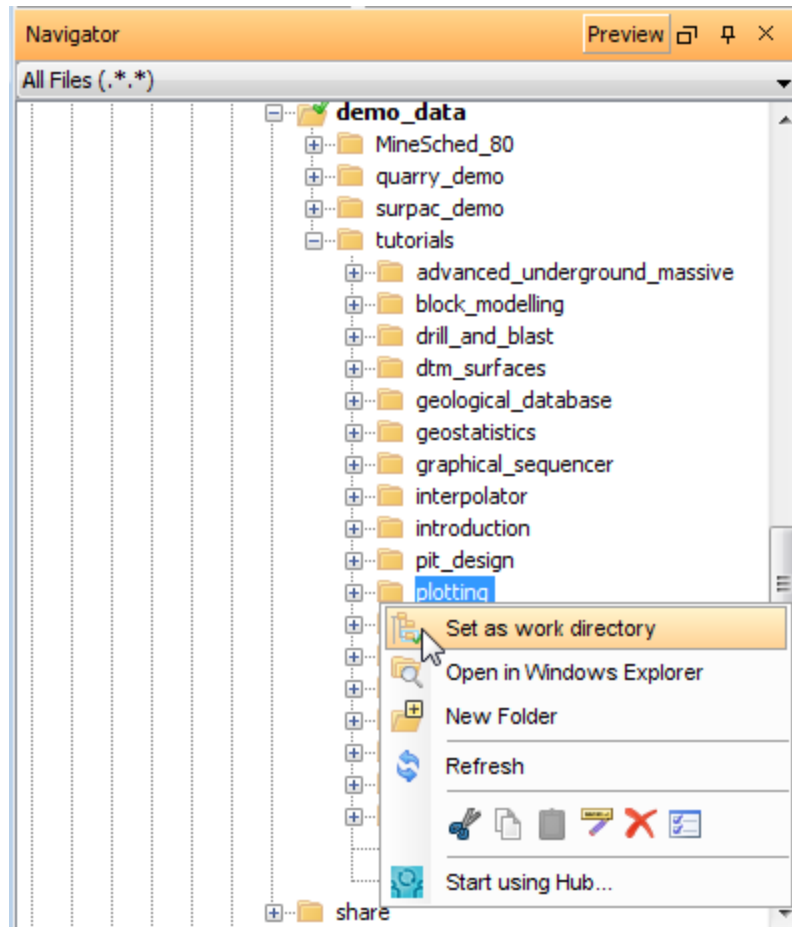 Navigator Preview
All Files (.*.*)
demo_data
MineSched_80
quarry_demo
surpac_demo
tutorials
advanced_underground_massive
block_modelling
drill_and_blast
dtm_surfaces
geological_database
geostatistics
graphical_sequencer
interpolator
introduction
pit_design
plotting
Set as work directory
Open in Windows Explorer
New Folder
Refresh
Start using Hub...
share